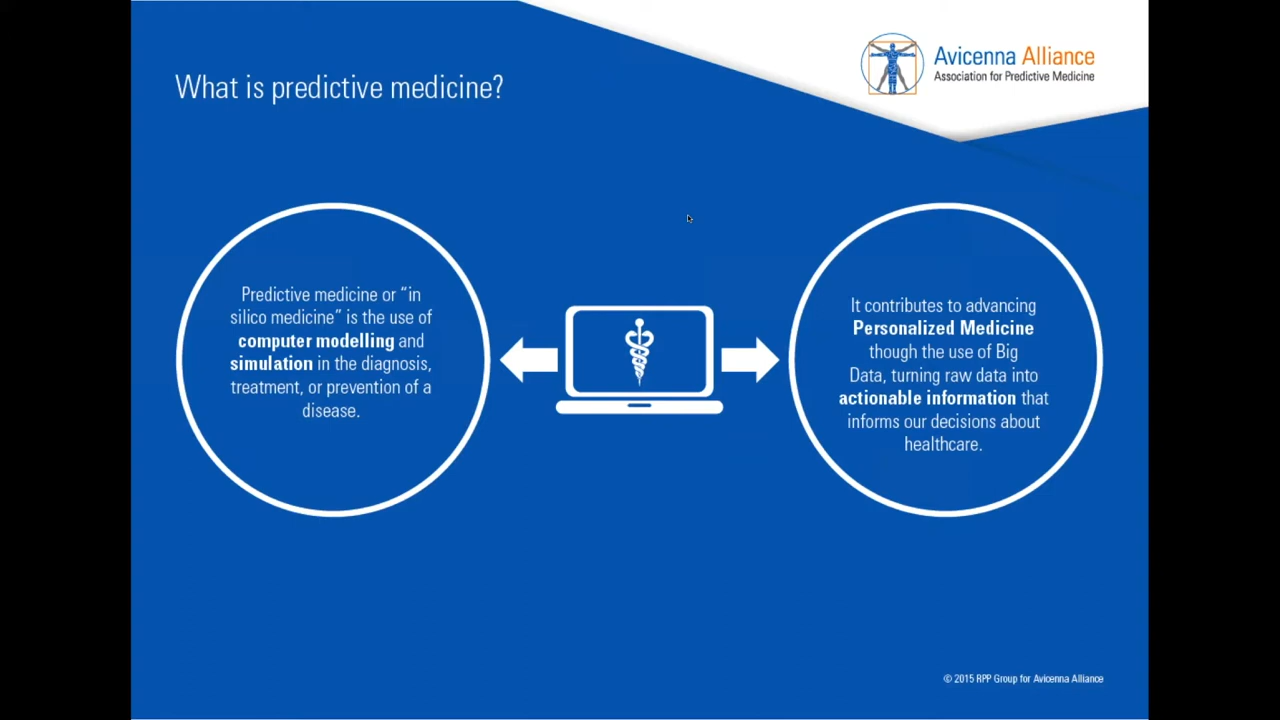 What is predictive medicine?
Avicenna Alliance
Association for Predictive Medicine
Predictive medicine or “in
silico medicine” is the use of
computer modelling and
simulation in the diagnosis,
treatment, or prevention of a
disease.
It contributes to advancing
Personalized Medicine
though the use of Big
Data, turning raw data into
actionable information that
informs our decisions about
healthcare.
© 2015 RPP Group for Avicenna Alliance